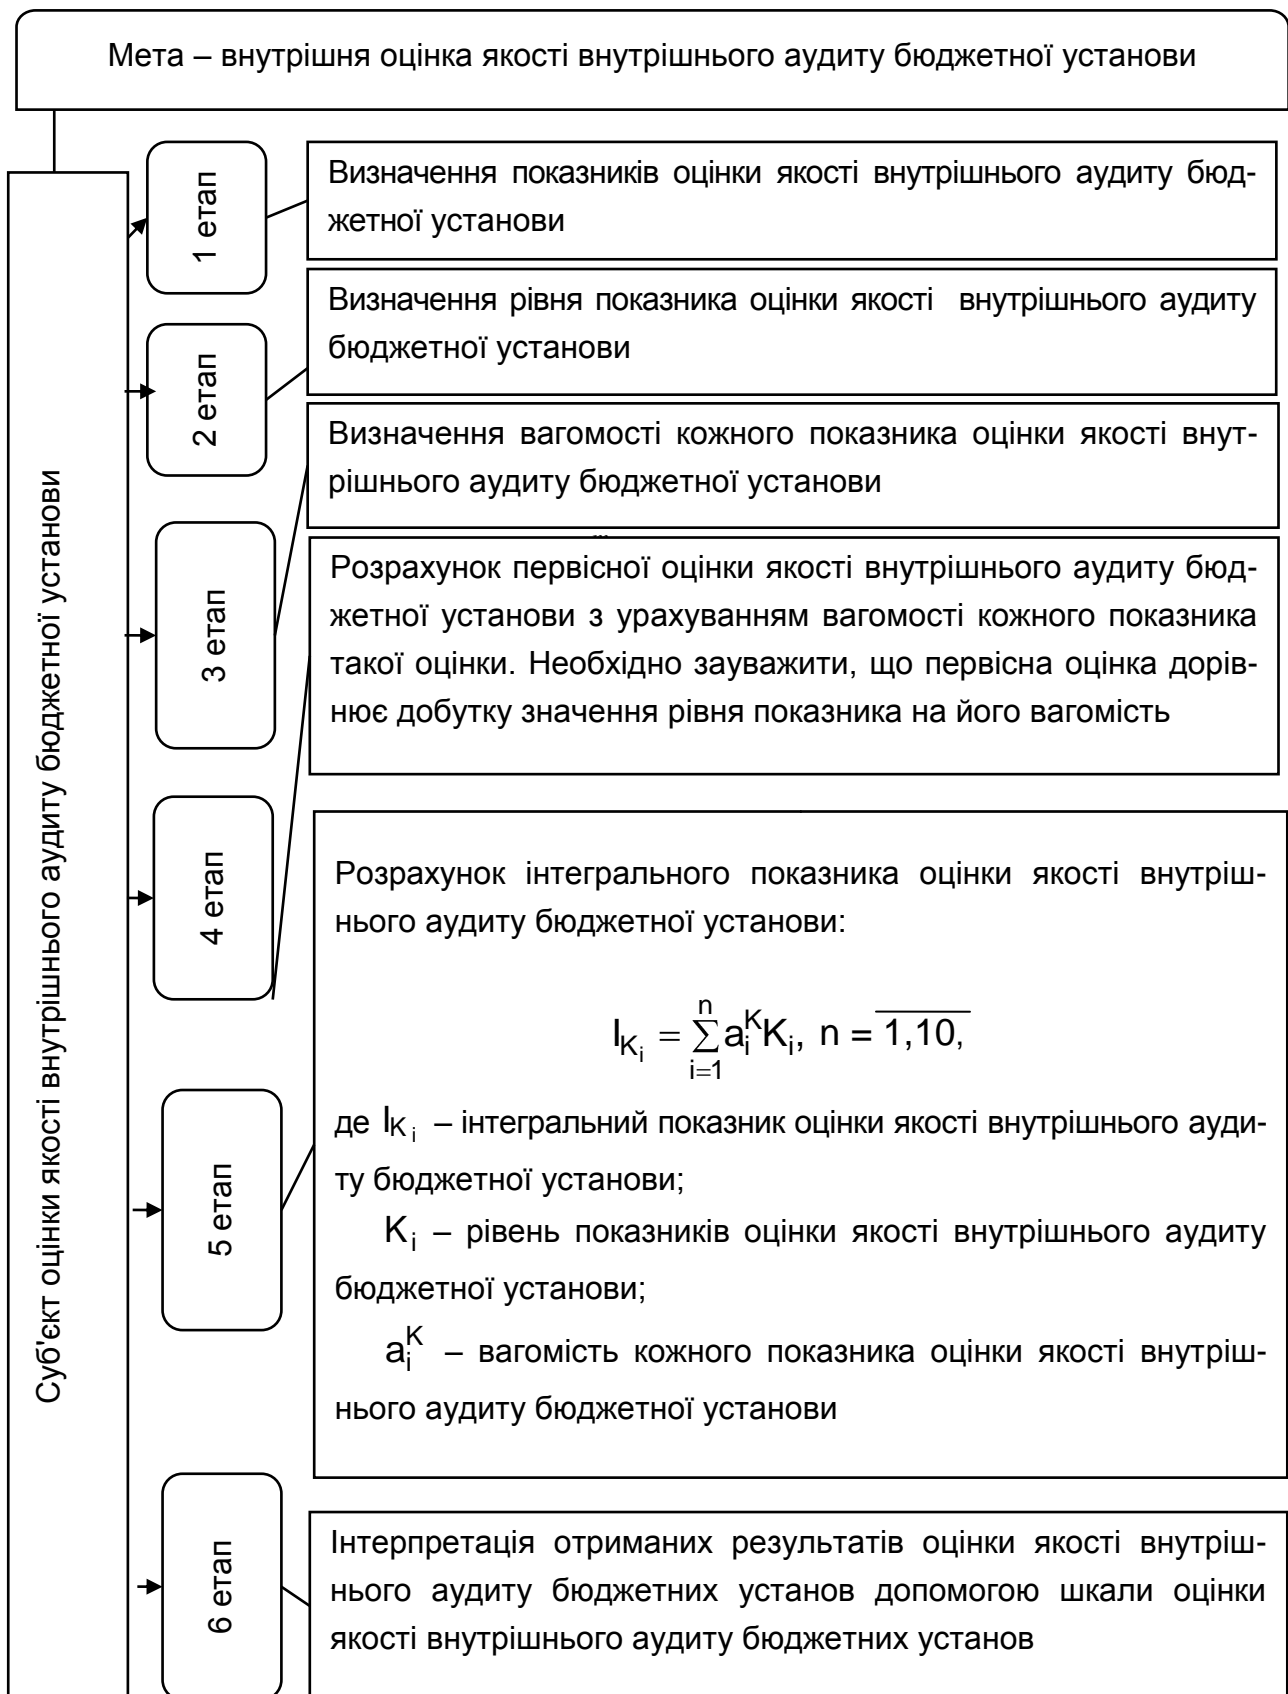 Мета – внутрішня оцінка якості внутрішнього аудиту бюджетної установи
Суб'єкт оцінки якості внутрішнього аудиту бюджетної установи
1 етап
Визначення показників оцінки якості внутрішнього аудиту бюд-
жетної установи
2 етап
Визначення рівня показника оцінки якості внутрішнього аудиту
бюджетної установи
3 етап
Визначення вагомості кожного показника оцінки якості внут-
рішнього аудиту бюджетної установи
4 етап
Розрахунок первісної оцінки якості внутрішнього аудиту бюд-
жетної установи з урахуванням вагомості кожного показника
такої оцінки. Необхідно зауважити, що первісна оцінка дорів-
нює добутку значення рівня показника на його вагомість
5 етап
Розрахунок інтегрального показника оцінки якості внутріш-
нього аудиту бюджетної установи:
$I_{K_i} = \sum_{i=1}^{n} a_i^K K_i, \; n = \overline{1,10,}$
де $I_{K_i}$ – інтегральний показник оцінки якості внутрішнього ауди-
ту бюджетної установи;
$K_i$ – рівень показників оцінки якості внутрішнього аудиту
бюджетної установи;
$a_i^K$ – вагомість кожного показника оцінки якості внутріш-
нього аудиту бюджетної установи
6 етап
Інтерпретація отриманих результатів оцінки якості внутріш-
нього аудиту бюджетних установ допомогою шкали оцінки
якості внутрішнього аудиту бюджетних установ